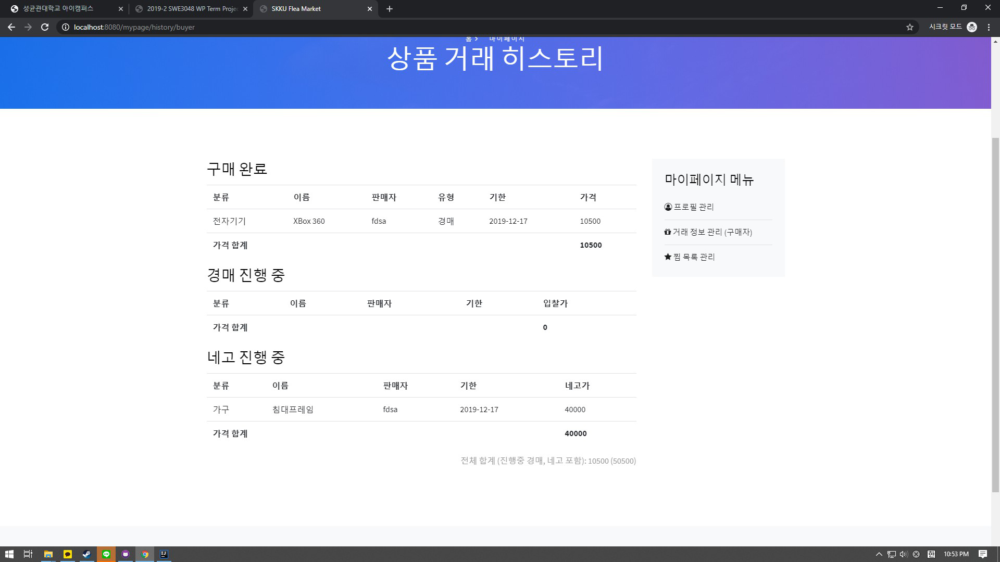 성균관대학교 아이캠퍼스
2019-2 SWE3048 WP Term Projec
SKKU Flea Market
localhost:8080/mypage/history/buyer
시크릿 모드
홈 마이페이지
상품 거래 히스토리
구매 완료
분류 이름 판매자 유형 기한 가격
전자기기 XBox 360 fdsa 경매 2019-12-17 10500
가격 합계 10500
경매 진행 중
분류 이름 판매자 기한 입찰가
가격 합계 0
네고 진행 중
분류 이름 판매자 기한 네고가
가구 침대프레임 fdsa 2019-12-17 40000
가격 합계 40000
전체 합계 (진행중 경매, 네고 포함): 10500 (50500)
마이페이지 메뉴
프로필 관리
거래 정보 관리 (구매자)
찜 목록 관리
한
10:53 PM